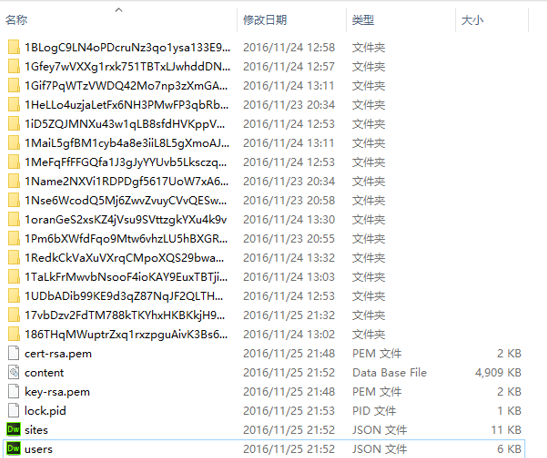 名称 修改日期 类型 大小
1BLogC9LN4oPDcruNz3qo1ysa133E9... 2016/11/24 12:58 文件夹
1Gfey7wVXXg1rxk751TBTxLJwhddDN... 2016/11/24 12:57 文件夹
1Gif7PqWTzVWDQ42Mo7np3zXmGA... 2016/11/24 13:11 文件夹
1HeLLo4uzjaLetFx6NH3PMwFP3qbRb... 2016/11/23 20:34 文件夹
1iD5ZQJMNXu43w1qLB8sfdHVKppV... 2016/11/24 12:53 文件夹
1MaiL5gfBM1cyb4a8e3iiL8L5gXmoAJ... 2016/11/24 13:11 文件夹
1MeFqFfFFGQfa1J3gJyYYUvb5Lksczq... 2016/11/24 12:53 文件夹
1Name2NXVi1RDPDgf5617UoW7xA6... 2016/11/23 20:34 文件夹
1Nse6WcodQ5Mj6ZwvZvuyCVvQESw... 2016/11/23 20:58 文件夹
1oranGeS2xsKZ4jVsu9SVttzgkYXu4k9v 2016/11/24 13:30 文件夹
1Pm6bXWfdFqo9Mtw6vhzLU5hBXGR... 2016/11/23 20:55 文件夹
1RedkCkVaXuVXrqCMpoXQS29bwa... 2016/11/24 13:32 文件夹
1TaLkFrMwvbNsooF4ioKAY9EuxTBTji... 2016/11/24 13:03 文件夹
1UDbADib99KE9d3qZ87NqJF2QLTH... 2016/11/24 12:53 文件夹
17vbDzv2FdTM788kTKYhxHKBKkjH9... 2016/11/25 21:32 文件夹
186THqMWuptrZxq1rxzpguAivK3Bs6... 2016/11/24 13:02 文件夹
cert-rsa.pem 2016/11/25 21:48 PEM 文件 2 KB
content 2016/11/25 21:52 Data Base File 4,909 KB
key-rsa.pem 2016/11/25 21:48 PEM 文件 2 KB
lock.pid 2016/11/25 21:53 PID 文件 1 KB
Dw sites 2016/11/25 21:52 JSON 文件 11 KB
Dw users 2016/11/25 21:52 JSON 文件 6 KB